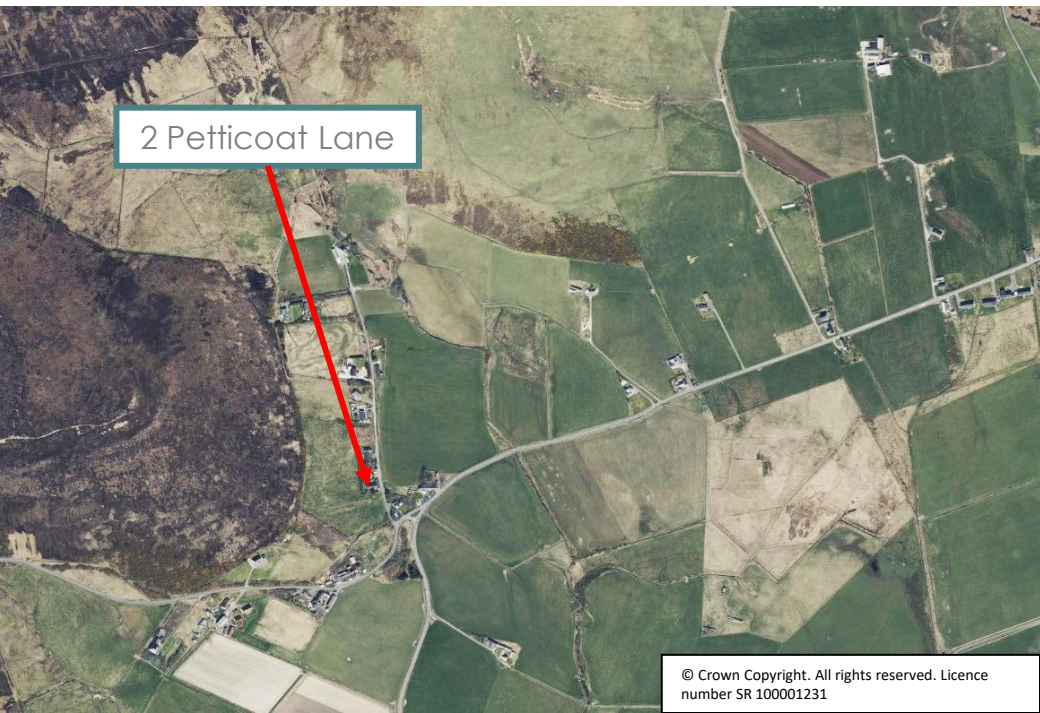 2 Petticoat Lane
© Crown Copyright. All rights reserved. Licence
number SR 100001231